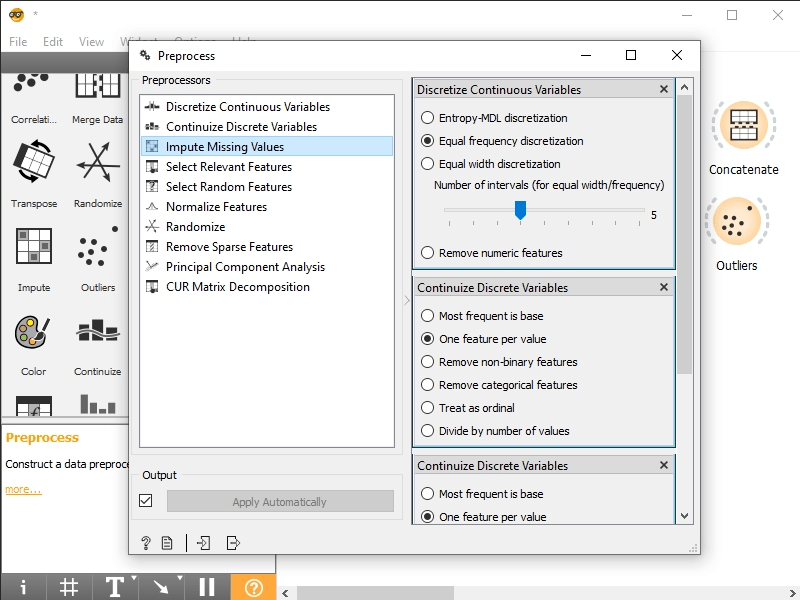 *
File Edit View
Preprocess
Preprocessors
Discretize Continuous Variables
Continuize Discrete Variables
Impute Missing Values
Select Relevant Features
Select Random Features
Normalize Features
Randomize
Remove Sparse Features
Principal Component Analysis
CUR Matrix Decomposition
Output
Apply Automatically
Discretize Continuous Variables
Entropy-MDL discretization
Equal frequency discretization
Equal width discretization
Number of intervals (for equal width/frequency)
5
Remove numeric features
Continuize Discrete Variables
Most frequent is base
One feature per value
Remove non-binary features
Remove categorical features
Treat as ordinal
Divide by number of values
Continuize Discrete Variables
Most frequent is base
One feature per value
Correlati... Merge Data
Transpose Randomize
Impute Outliers
Color Continuize
Preprocess
Construct a data preproce
more...
Concatenate
Outliers